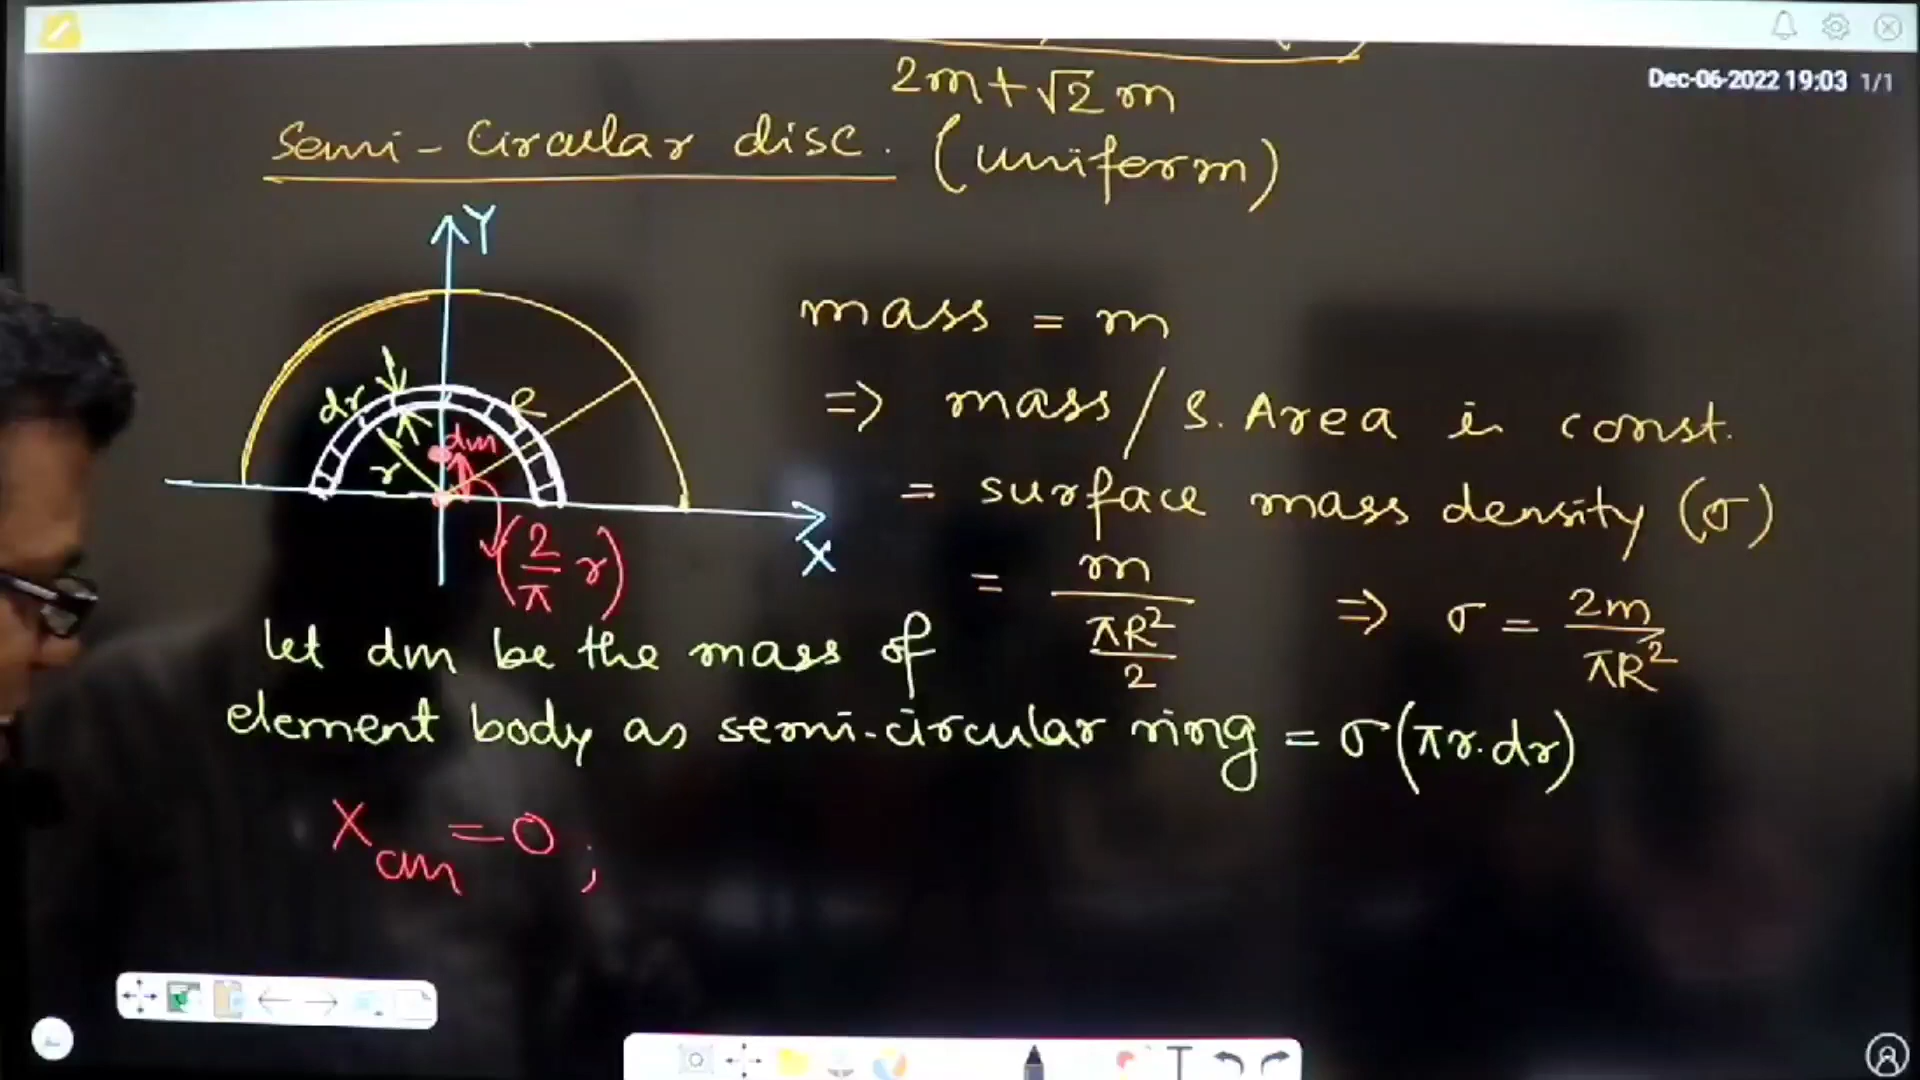 2m + √2 m
Dec-06-2022 19:03 1/1
Semi-Circular disc. (uniform)
Y
mass = m
dr
R
⇒ mass / S.Area is const.
dm
r
= surface mass density (σ)
X
(2/π r)
= m / (πR²/2) ⇒ σ = 2m/πR²
let dm be the mass of
element body as semi-circular ring = σ(πr.dr)
Xcm = 0 ;
T